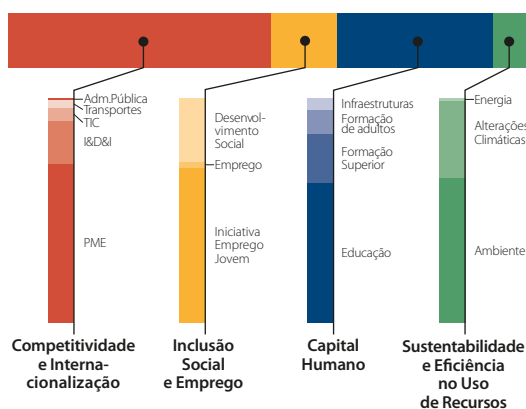 Adm.Pública
Transportes
TIC
I&D&I
PME
Competitividade
e Interna-
cionalização
Desenvol-
vimento
Social
Emprego
Iniciativa
Emprego
Jovem
Inclusão
Social
e Emprego
Infraestruturas
Formação
de adultos
Formação
Superior
Educação
Capital
Humano
Energia
Alterações
Climáticas
Ambiente
Sustentabilidade
e Eficiência
no Uso
de Recursos